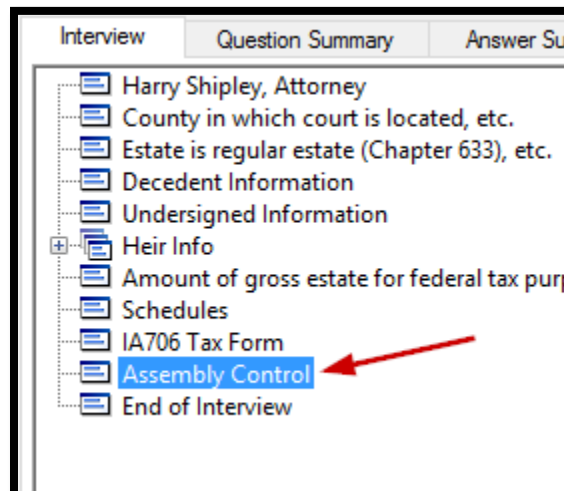 Interview Question Summary Answer Su
Harry Shipley, Attorney
County in which court is located, etc.
Estate is regular estate (Chapter 633), etc.
Decedent Information
Undersigned Information
Heir Info
Amount of gross estate for federal tax purp
Schedules
IA706 Tax Form
Assembly Control
End of Interview